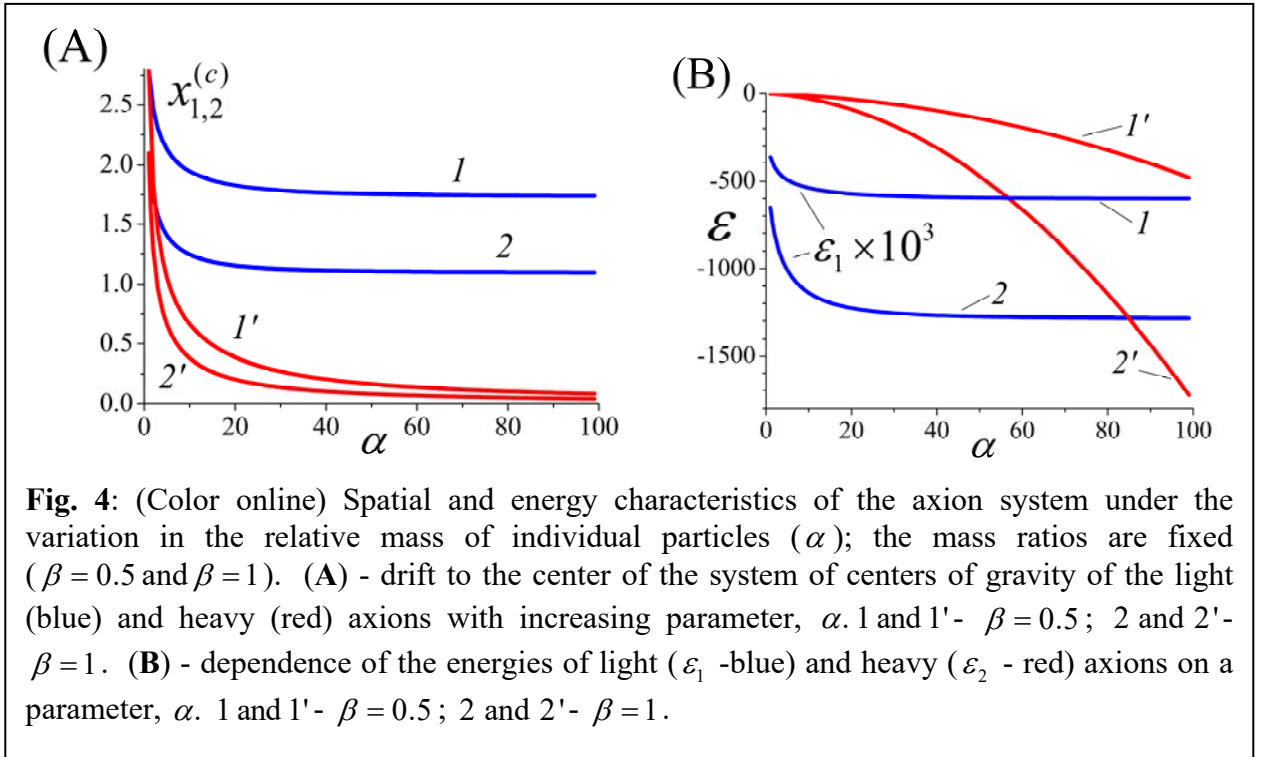 (A)
x_{1,2}^{(c)}
2.5
2.0
1.5
1.0
0.5
0.0
1
2
1'
2'
0 20 40 60 80 100
α
(B)
0
-500
-1000
-1500
ε
1'
1
ε₁ ×10³
2
2'
0 20 40 60 80 100
α
Fig. 4: (Color online) Spatial and energy characteristics of the axion system under the
variation in the relative mass of individual particles (α); the mass ratios are fixed
(β = 0.5 and β = 1). (A) - drift to the center of the system of centers of gravity of the light
(blue) and heavy (red) axions with increasing parameter, α. 1 and 1'- β = 0.5; 2 and 2'-
β = 1. (B) - dependence of the energies of light (ε₁ -blue) and heavy (ε₂ - red) axions on a
parameter, α. 1 and 1'- β = 0.5; 2 and 2'- β = 1.